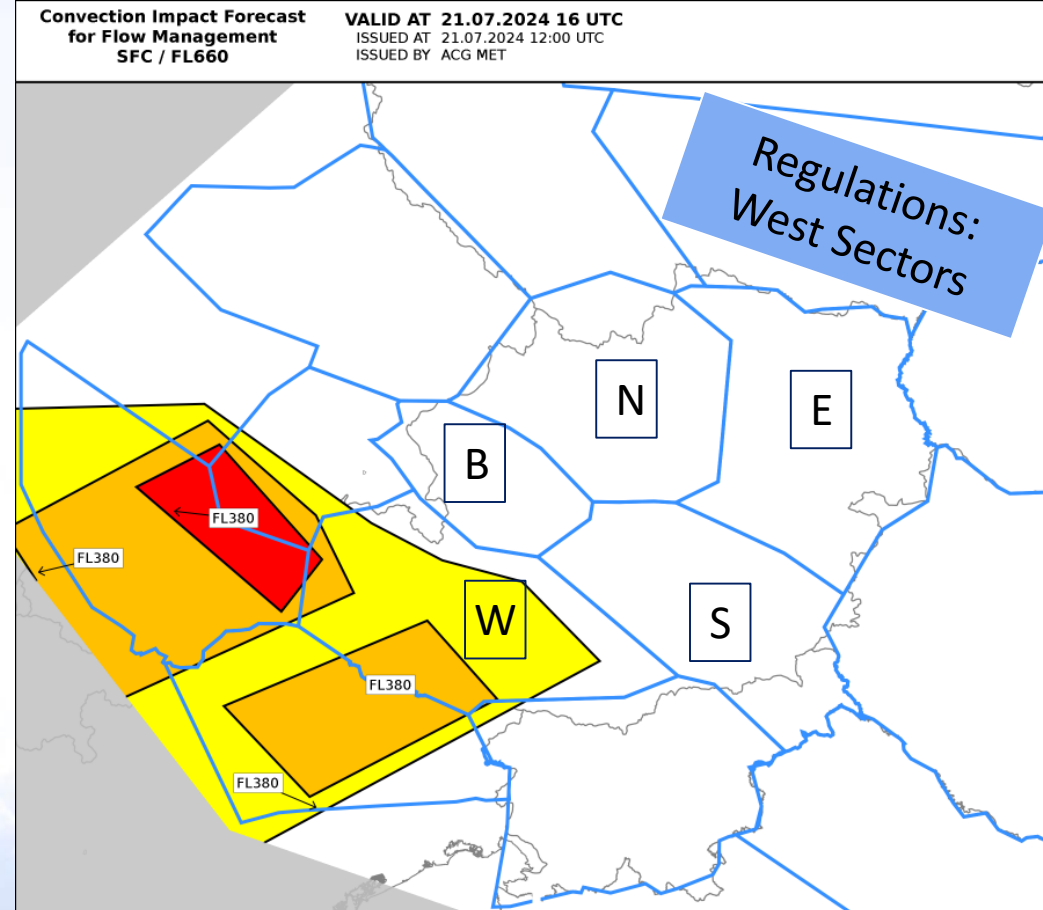 Convection Impact Forecast
for Flow Management
SFC / FL660
VALID AT 21.07.2024 16 UTC
ISSUED AT 21.07.2024 12:00 UTC
ISSUED BY ACG MET
Regulations:
West Sectors
N
E
B
FL380
FL380
W
S
FL380
FL380